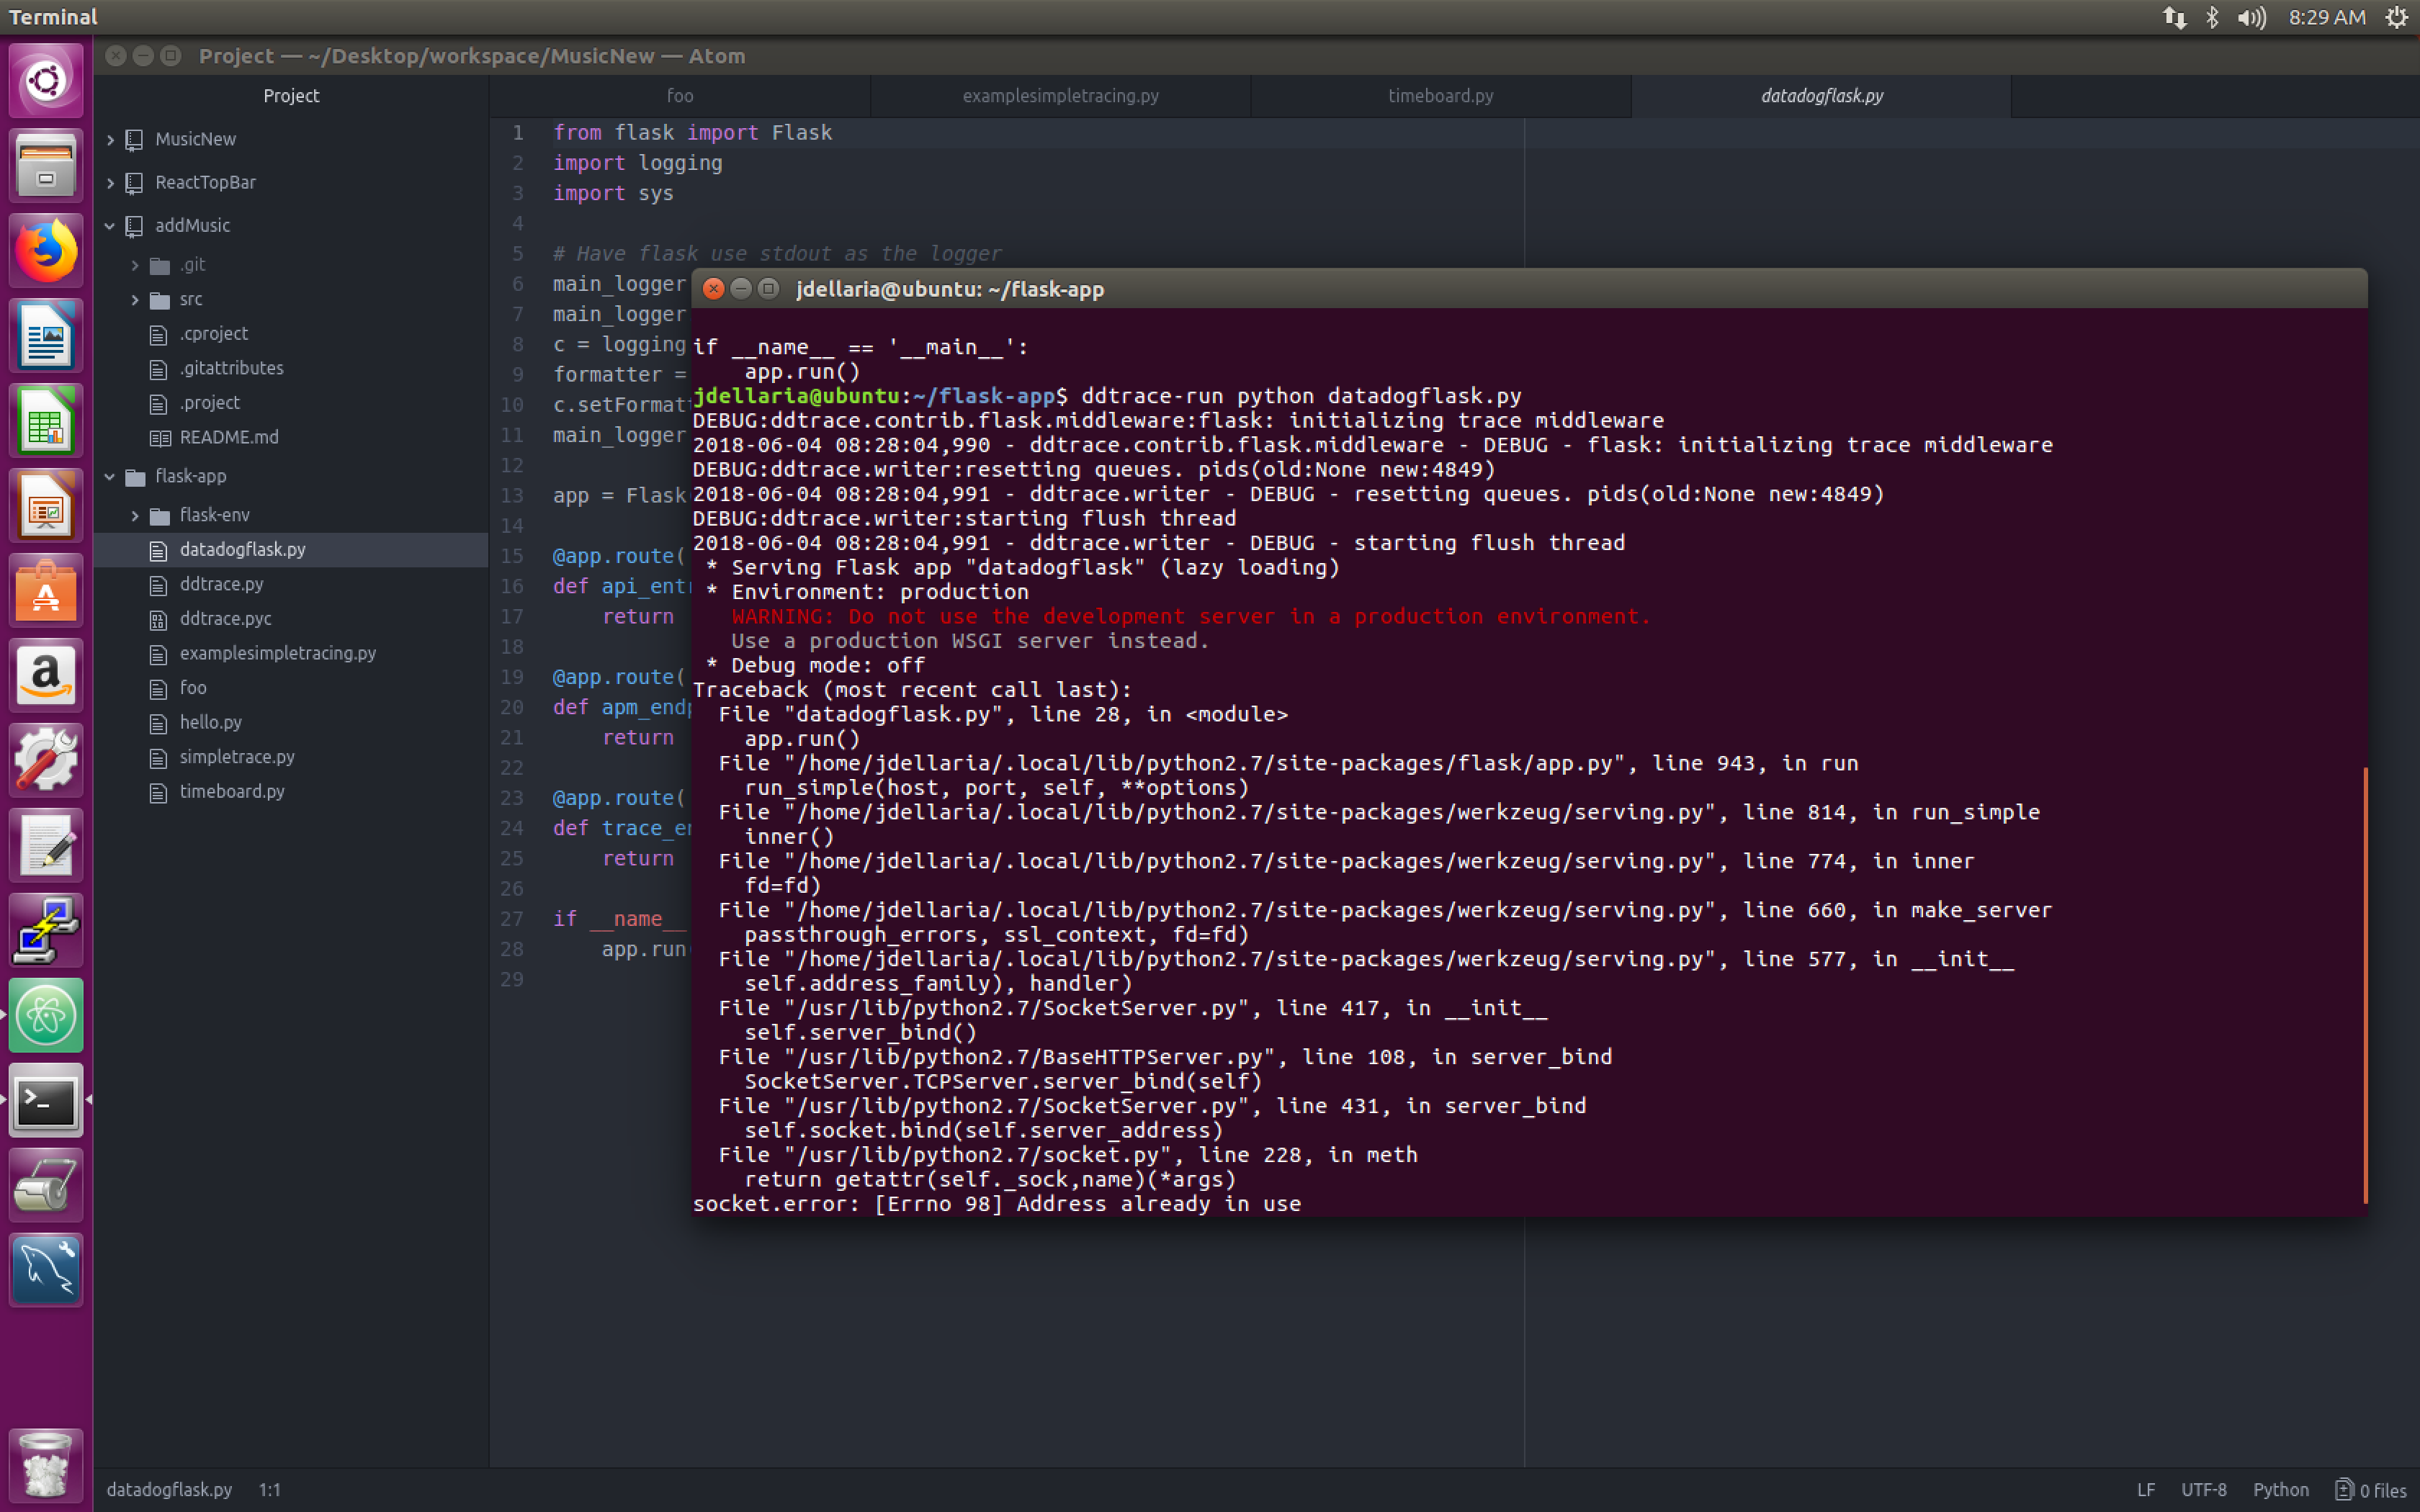 Terminal
8:29 AM
Project — ~/Desktop/workspace/MusicNew — Atom
Project
foo
examplesimpletracing.py
timeboard.py
datadogflask.py
MusicNew
ReactTopBar
addMusic
.git
src
.cproject
.gitattributes
.project
README.md
flask-app
flask-env
datadogflask.py
ddtrace.py
ddtrace.pyc
examplesimpletracing.py
foo
hello.py
simpletrace.py
timeboard.py
1 from flask import Flask
2 import logging
3 import sys
4
5 # Have flask use stdout as the logger
6 main_logger
7 main_logger
8 c = logging
9 formatter =
10 c.setFormat
11 main_logger
12
13 app = Flask
14
15 @app.route(
16 def api_entr
17 return
18
19 @app.route(
20 def apm_endp
21 return
22
23 @app.route(
24 def trace_en
25 return
26
27 if __name__
28 app.run
29
jdellaria@ubuntu: ~/flask-app
if __name__ == '__main__':
app.run()
jdellaria@ubuntu:~/flask-app$ ddtrace-run python datadogflask.py
DEBUG:ddtrace.contrib.flask.middleware:flask: initializing trace middleware
2018-06-04 08:28:04,990 - ddtrace.contrib.flask.middleware - DEBUG - flask: initializing trace middleware
DEBUG:ddtrace.writer:resetting queues. pids(old:None new:4849)
2018-06-04 08:28:04,991 - ddtrace.writer - DEBUG - resetting queues. pids(old:None new:4849)
DEBUG:ddtrace.writer:starting flush thread
2018-06-04 08:28:04,991 - ddtrace.writer - DEBUG - starting flush thread
* Serving Flask app "datadogflask" (lazy loading)
* Environment: production
WARNING: Do not use the development server in a production environment.
Use a production WSGI server instead.
* Debug mode: off
Traceback (most recent call last):
File "datadogflask.py", line 28, in <module>
app.run()
File "/home/jdellaria/.local/lib/python2.7/site-packages/flask/app.py", line 943, in run
run_simple(host, port, self, **options)
File "/home/jdellaria/.local/lib/python2.7/site-packages/werkzeug/serving.py", line 814, in run_simple
inner()
File "/home/jdellaria/.local/lib/python2.7/site-packages/werkzeug/serving.py", line 774, in inner
fd=fd)
File "/home/jdellaria/.local/lib/python2.7/site-packages/werkzeug/serving.py", line 660, in make_server
passthrough_errors, ssl_context, fd=fd)
File "/home/jdellaria/.local/lib/python2.7/site-packages/werkzeug/serving.py", line 577, in __init__
self.address_family), handler)
File "/usr/lib/python2.7/SocketServer.py", line 417, in __init__
self.server_bind()
File "/usr/lib/python2.7/BaseHTTPServer.py", line 108, in server_bind
SocketServer.TCPServer.server_bind(self)
File "/usr/lib/python2.7/SocketServer.py", line 431, in server_bind
self.socket.bind(self.server_address)
File "/usr/lib/python2.7/socket.py", line 228, in meth
return getattr(self._sock,name)(*args)
socket.error: [Errno 98] Address already in use
datadogflask.py 1:1
LF UTF-8 Python 0 files